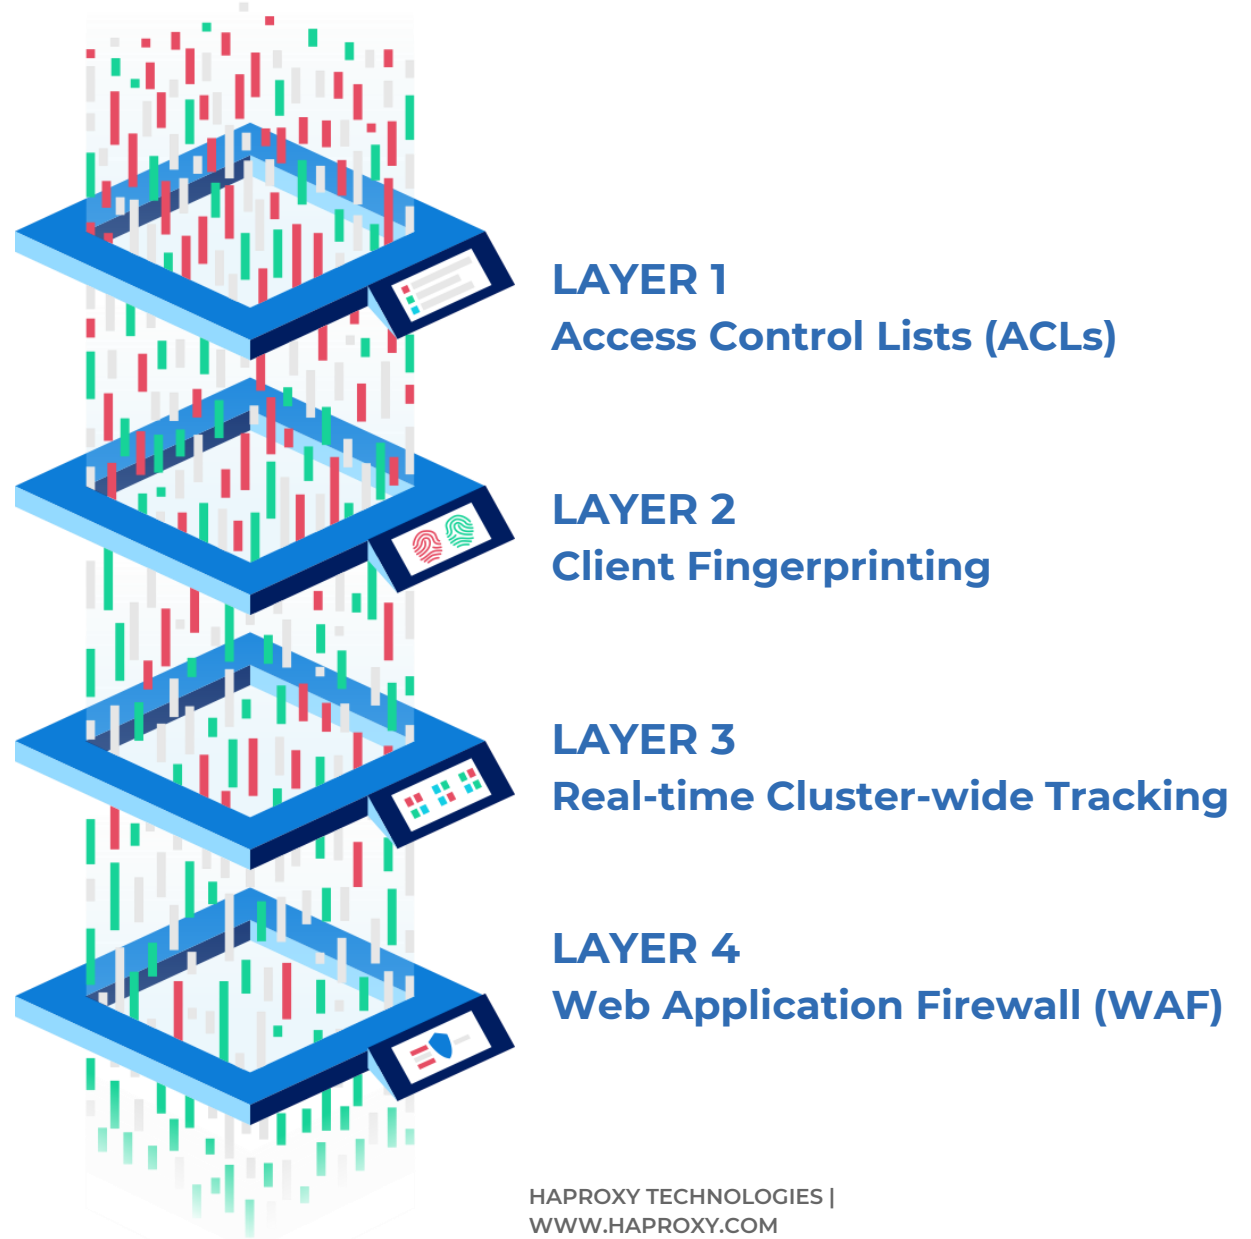 LAYER 1
Access Control Lists (ACLs)
LAYER 2
Client Fingerprinting
LAYER 3
Real-time Cluster-wide Tracking
LAYER 4
Web Application Firewall (WAF)
HAPROXY TECHNOLOGIES |
WWW.HAPROXY.COM